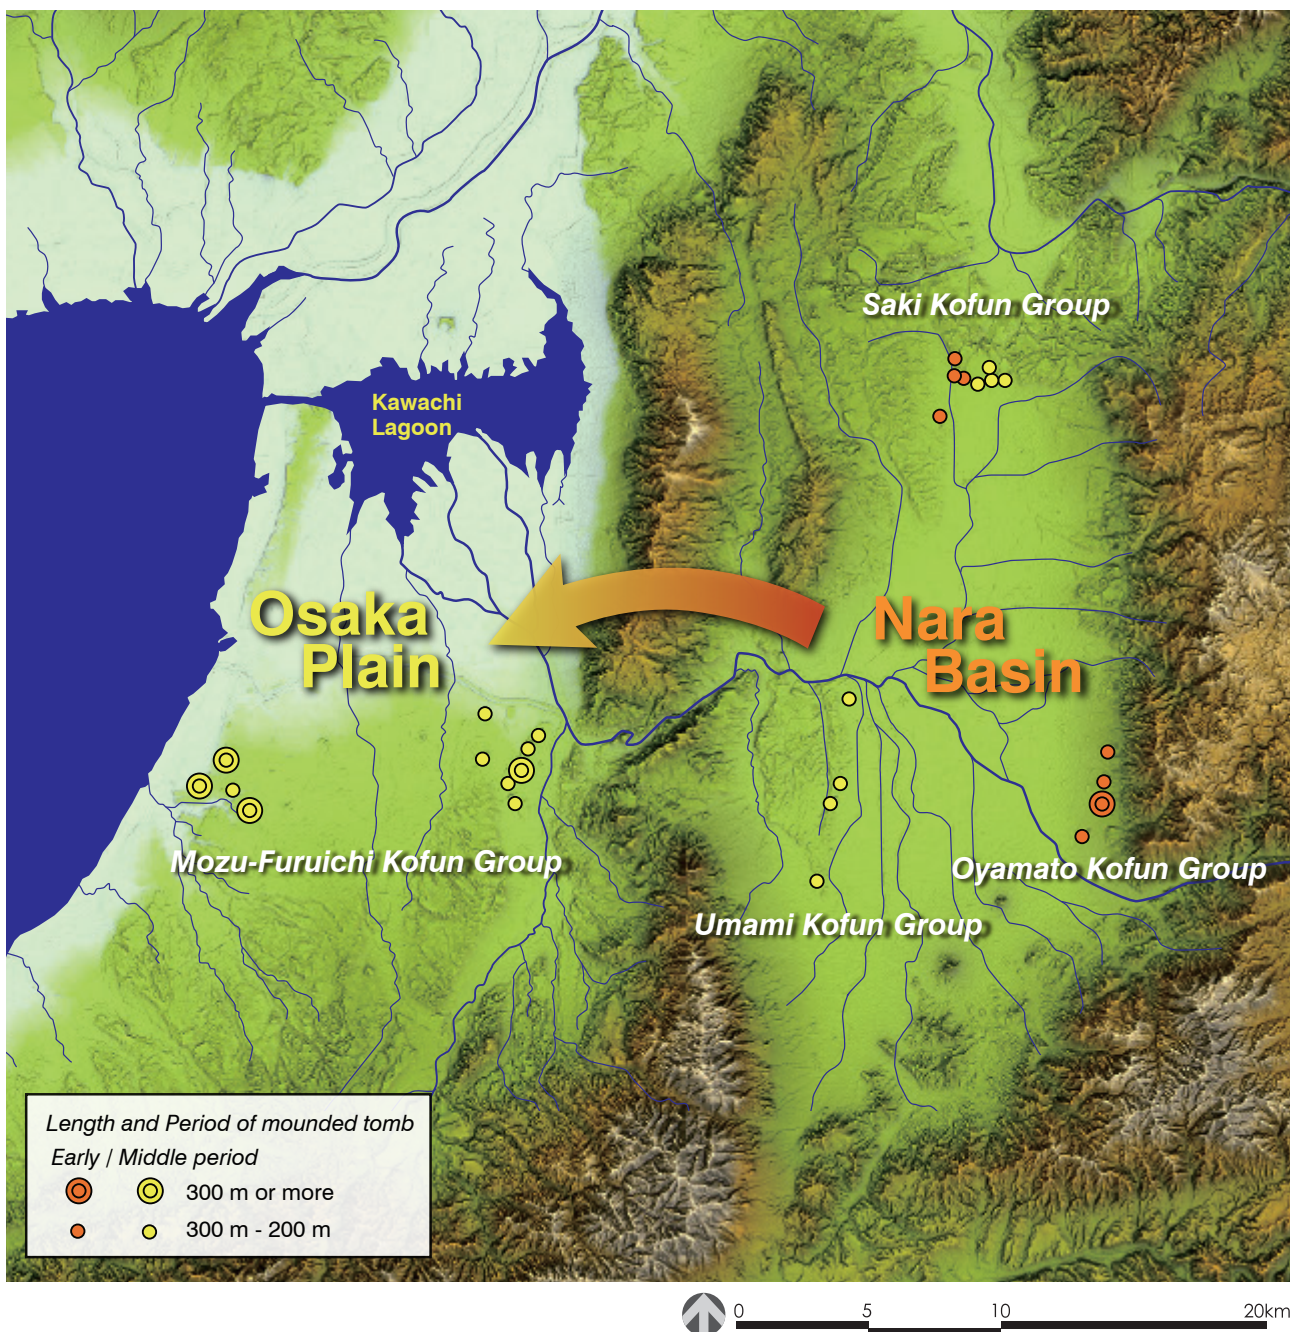 Saki Kofun Group
Kawachi
Lagoon
Osaka
Plain
Nara
Basin
Mozu-Furuichi Kofun Group
Oyamato Kofun Group
Umami Kofun Group
Length and Period of mounded tomb
Early / Middle period
300 m or more
300 m - 200 m
0 5 10 20km